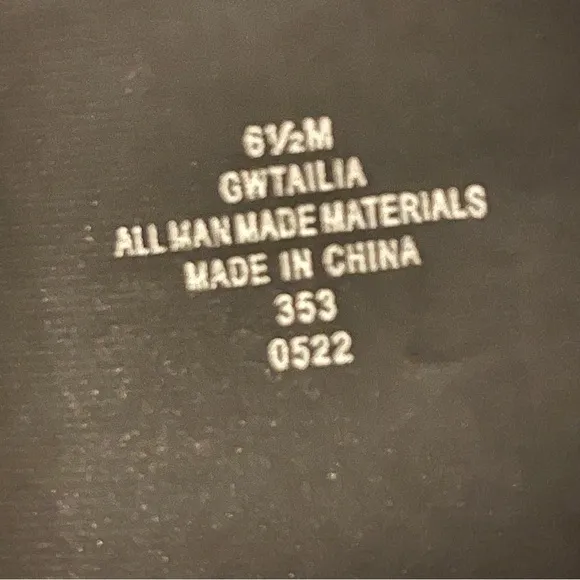 6½M
GWTAILIA
ALL MAN MADE MATERIALS
MADE IN CHINA
353
0522